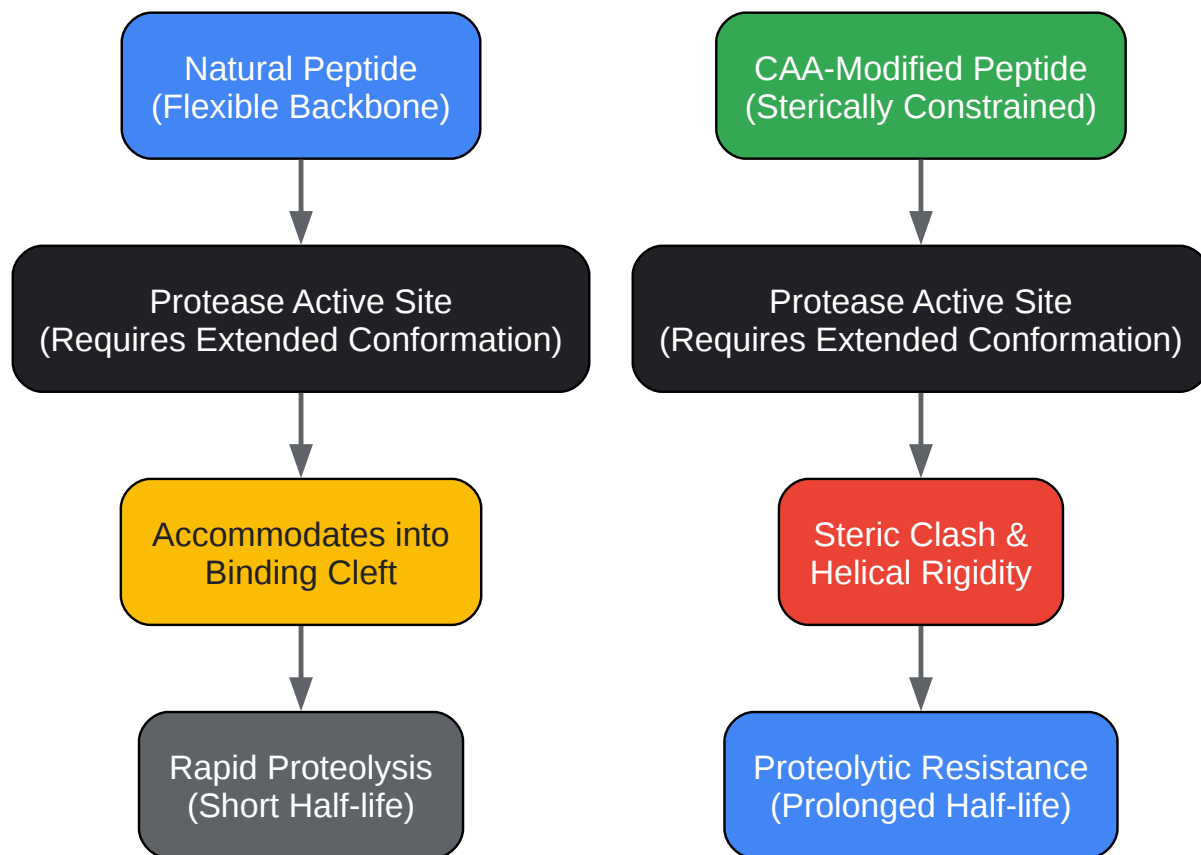 Natural Peptide
(Flexible Backbone)
CAA-Modified Peptide
(Sterically Constrained)
Protease Active Site
(Requires Extended Conformation)
Protease Active Site
(Requires Extended Conformation)
Accommodates into
Binding Cleft
Steric Clash &
Helical Rigidity
Rapid Proteolysis
(Short Half-life)
Proteolytic Resistance
(Prolonged Half-life)